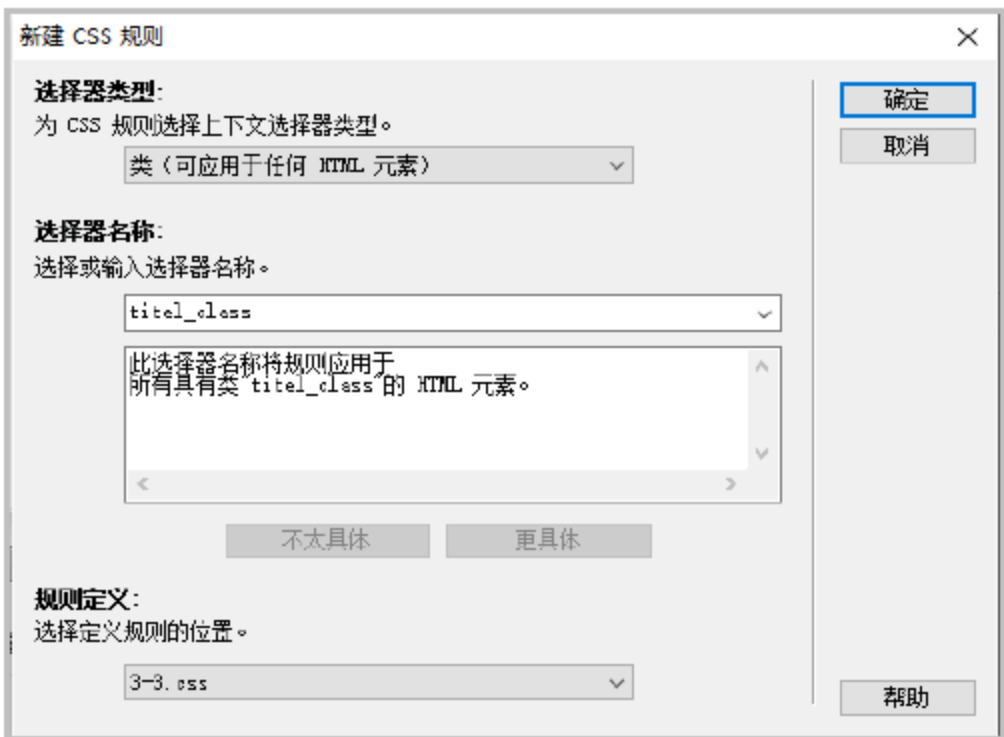 新建 CSS 规则
选择器类型:
确定
为 CSS 规则选择上下文选择器类型。
取消
类（可应用于任何 HTML 元素）
选择器名称:
选择或输入选择器名称。
titel_class
此选择器名称将规则应用于
所有具有类"titel_class"的 HTML 元素。
不太具体
更具体
规则定义:
选择定义规则的位置。
3-3.css
帮助